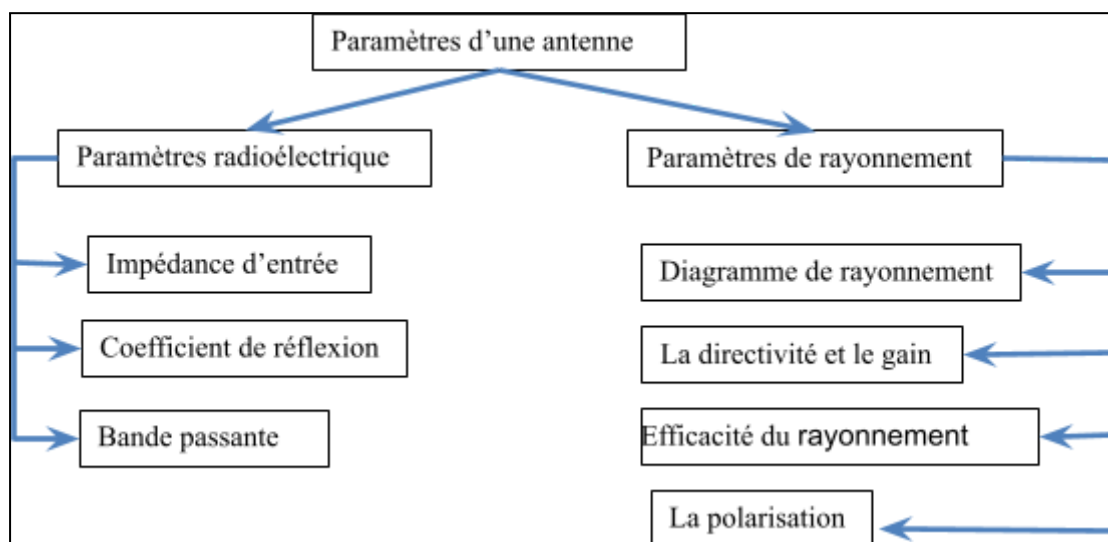 Paramètres d’une antenne
Paramètres radioélectrique
Paramètres de rayonnement
Impédance d’entrée
Diagramme de rayonnement
Coefficient de réflexion
La directivité et le gain
Bande passante
Efficacité du rayonnement
La polarisation